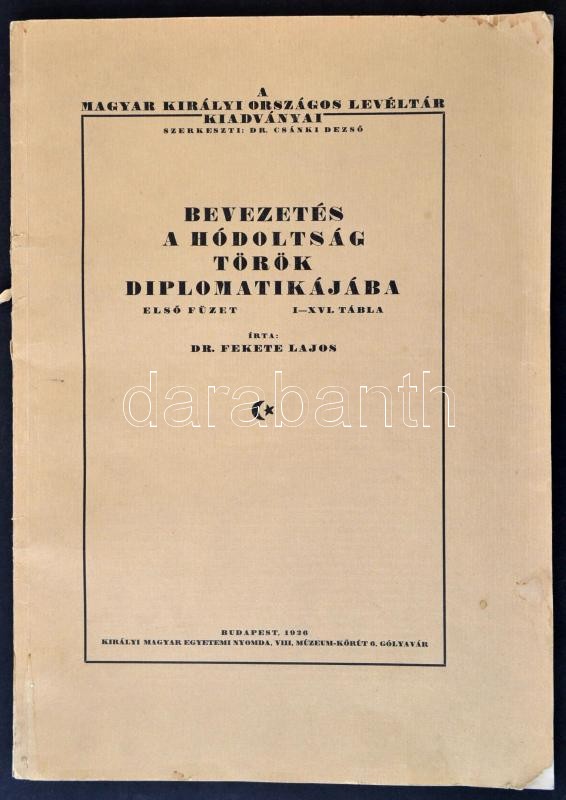 A
MAGYAR KIRÁLYI ORSZÁGOS LEVÉLTÁR
KIADVÁNYAI
SZERKESZTI: DR. CSÁNKI DEZSŐ
BEVEZETÉS
A HÓDOLTSÁG
TÖRÖK
DIPLOMATIKÁJÁBA
ELSŐ FÜZET I—XVI. TÁBLA
ÍRTA:
DR. FEKETE LAJOS
darabanth
BUDAPEST, 1926
KIRÁLYI MAGYAR EGYETEMI NYOMDA, VIII, MÚZEUM-KÖRÚT 6, GÓLYAVÁR